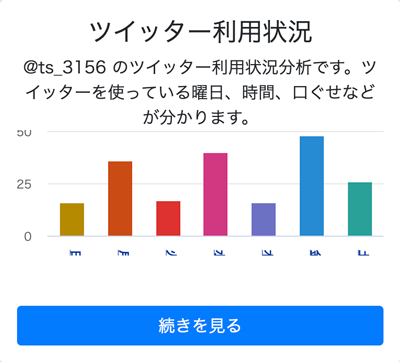 ツイッター利用状況
@ts_3156 のツイッター利用状況分析です。ツ
イッターを使っている曜日、時間、口ぐせなど
が分かります。
50
25
0
続きを見る